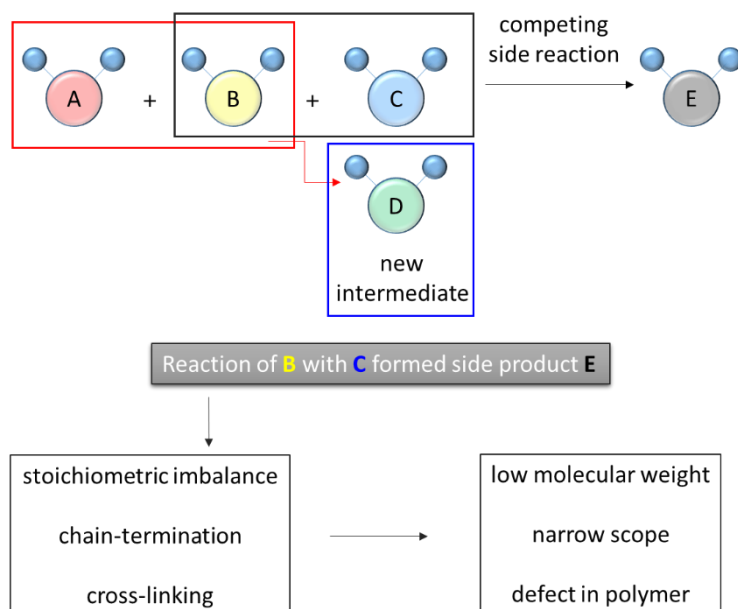 competing
side reaction
A + B + C E
D
new
intermediate
Reaction of B with C formed side product E
stoichiometric imbalance
chain-termination
cross-linking
low molecular weight
narrow scope
defect in polymer